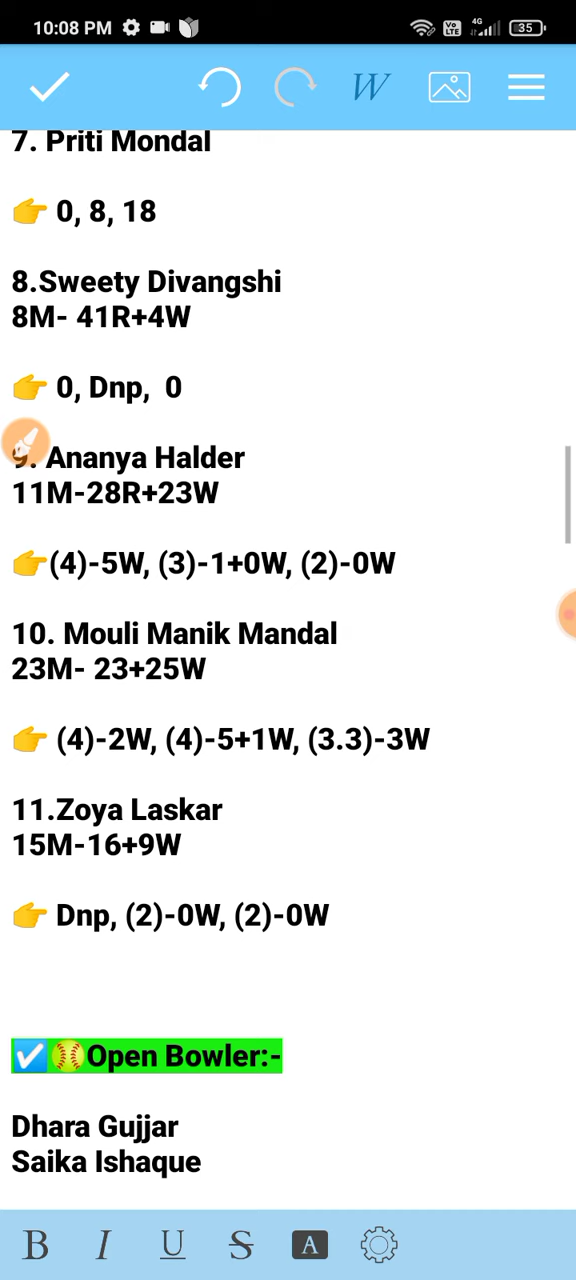 10:08 PM
Vo LTE
4G
35
W
7. Priti Mondal
👉 0, 8, 18
8.Sweety Divangshi
8M- 41R+4W
👉 0, Dnp, 0
9. Ananya Halder
11M-28R+23W
👉(4)-5W, (3)-1+0W, (2)-0W
10. Mouli Manik Mandal
23M- 23+25W
👉 (4)-2W, (4)-5+1W, (3.3)-3W
11.Zoya Laskar
15M-16+9W
👉 Dnp, (2)-0W, (2)-0W
☑️⚾Open Bowler:-
Dhara Gujjar
Saika Ishaque
B I U S A